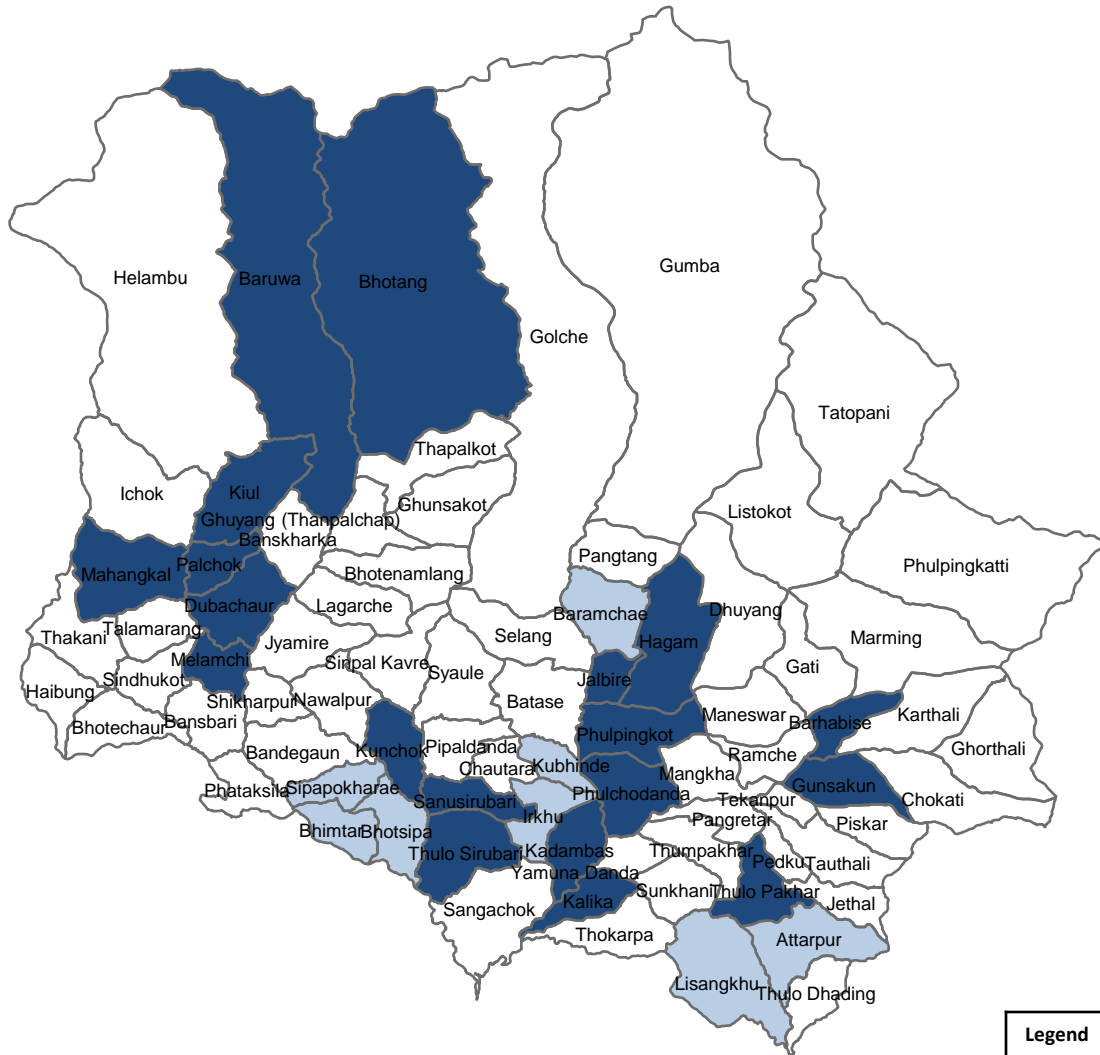 Gumba
Helambu
Baruwa
Bhotang
Golche
Tatopani
Thapalkot
Ichok
Kiul
Ghunsakot
Listokot
Ghuyang (Thanpalchap)
Banskharka
Pangtang
Phulpingkatti
Palchok
Mahangkal
Bhotenamlang
Dubachaur
Lagarche
Baramchae
Dhuyang
Talamarang
Thakani
Jyamire
Selang
Hagam
Marming
Melamchi
Siripal Kavre
Syaule
Gati
Sindhukot
Jalbire
Haibung
Shikharpur
Nawalpur
Batase
Maneswar
Barhabise
Karthali
Bhotechaur
Bansbari
Phulpingkot
Bandegaun
Kunchok
Pipaldanda
Ramche
Ghorthali
Chautara
Kubhinde
Mangkha
Phataksila
Sipapokharae
Sanusirubari
Phulchodanda
Gunsakun
Tekanpur
Chokati
Irkhu
Pangretar
Piskar
Bhimtar
Bhotsipa
Thulo Sirubari
Kadambas
Thumpakhar
Pedku
Tauthali
Yamuna Danda
Sunkhani
Thulo Pakhar
Sangachok
Kalika
Jethal
Thokarpa
Attarpur
Lisangkhu
Thulo Dhading
Legend